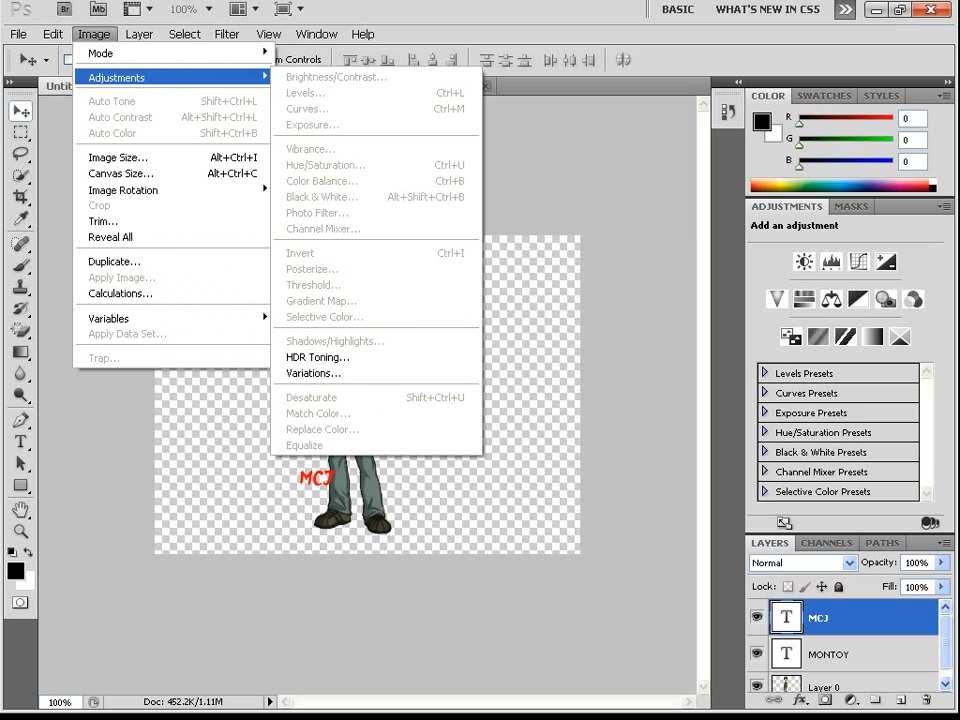 Ps Br Mb 100% BASIC WHAT'S NEW IN CS5
File Edit Image Layer Select Filter Analysis View Window Help
Mode
m Controls
Untit
Adjustments
Auto Tone Shift+Ctrl+L
Auto Contrast Alt+Shift+Ctrl+L
Auto Color Shift+Ctrl+B
Image Size... Alt+Ctrl+I
Canvas Size... Alt+Ctrl+C
Image Rotation
Crop
Trim...
Reveal All
Duplicate...
Apply Image...
Calculations...
Variables
Apply Data Set...
Trap...
Brightness/Contrast...
Levels... Ctrl+L
Curves... Ctrl+M
Exposure...
Vibrance...
Hue/Saturation... Ctrl+U
Color Balance... Ctrl+B
Black & White... Alt+Shift+Ctrl+B
Photo Filter...
Channel Mixer...
Invert Ctrl+I
Posterize...
Threshold...
Gradient Map...
Selective Color...
Shadows/Highlights...
HDR Toning...
Variations...
Desaturate Shift+Ctrl+U
Match Color...
Replace Color...
Equalize
MCJ
100% Doc: 452.2K/1.11M
COLOR SWATCHES STYLES
R 0
G 0
B 0
ADJUSTMENTS MASKS
Add an adjustment
Levels Presets
Curves Presets
Exposure Presets
Hue/Saturation Presets
Black & White Presets
Channel Mixer Presets
Selective Color Presets
LAYERS CHANNELS PATHS
Normal Opacity: 100%
Lock: Fill: 100%
T MCJ
T MONTOY
Layer 0